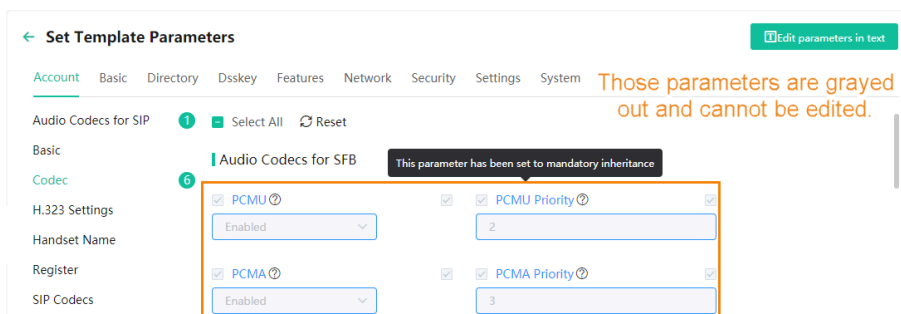 ← Set Template Parameters
Edit parameters in text
Account Basic Directory Dsskey Features Network Security Settings System
Those parameters are grayed
out and cannot be edited.
Audio Codecs for SIP 1
Select All Reset
Basic
Audio Codecs for SFB
This parameter has been set to mandatory inheritance
Codec 6
PCMU
PCMU Priority
H.323 Settings
Enabled
2
Handset Name
Register
PCMA
PCMA Priority
SIP Codecs
Enabled
3